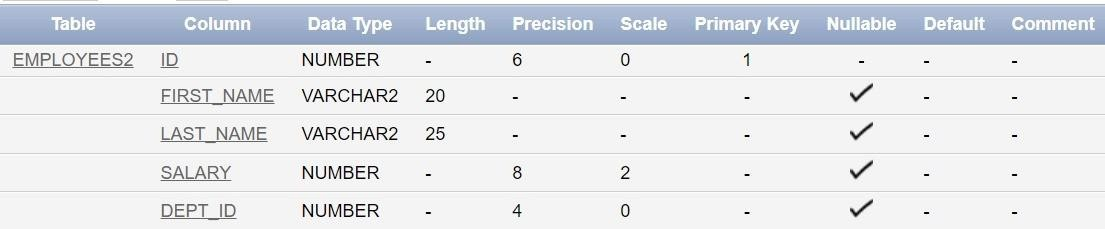 Table Column Data Type Length Precision Scale Primary Key Nullable Default Comment
EMPLOYEES2 ID NUMBER - 6 0 1 - - -
FIRST_NAME VARCHAR2 20 - - - - -
LAST_NAME VARCHAR2 25 - - - - -
SALARY NUMBER - 8 2 - - -
DEPT_ID NUMBER - 4 0 - - -